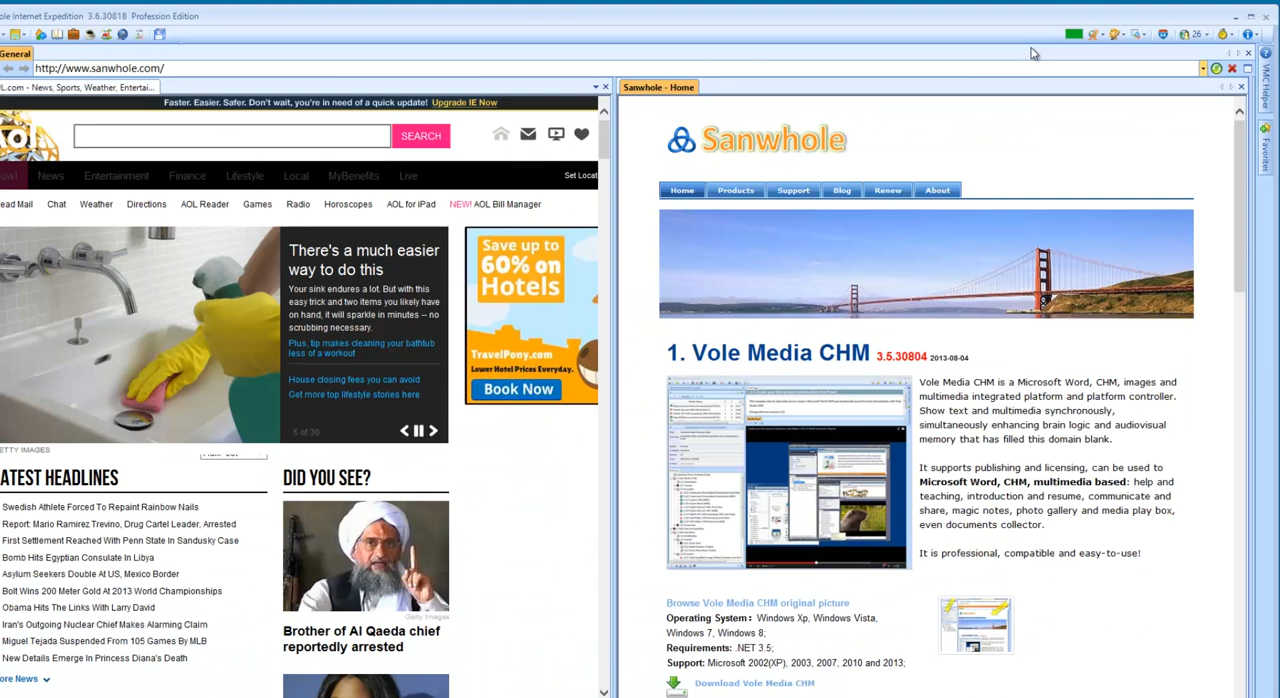 ole Internet Expedition 3.6.30818 Profession Edition
26
General
http://www.sanwhole.com/
VMC Helper
Favorites
L.com - News, Sports, Weather, Entertai...
Faster. Easier. Safer. Don't wait, you're in need of a quick update! Upgrade IE Now
SEARCH
ow!
News
Entertainment
Finance
Lifestyle
Local
MyBenefits
Live
Set Locat
ead Mail
Chat
Weather
Directions
AOL Reader
Games
Radio
Horoscopes
AOL for iPad
NEW! AOL Bill Manager
There's a much easier
way to do this
Your sink endures a lot. But with
this easy trick and two items you likely have
on hand, it will sparkle in minutes -- no
scrubbing necessary.
Plus, tip makes cleaning your bathtub
less of a workout
House closing fees you can avoid
Get more top lifestyle stories here
6 of 30
Save up to
60% on
Hotels
TravelPony.com
Lower Hotel Prices Everyday.
Book Now
ETTY IMAGES
ATEST HEADLINES
Swedish Athlete Forced To Repaint Rainbow Nails
Report: Mario Ramirez Trevino, Drug Cartel Leader, Arrested
First Settlement Reached With Penn State In Sandusky Case
Bomb Hits Egyptian Consulate In Libya
Asylum Seekers Double At US, Mexico Border
Bolt Wins 200 Meter Gold At 2013 World Championships
Obama Hits The Links With Larry David
Iran's Outgoing Nuclear Chief Makes Alarming Claim
Miguel Tejada Suspended From 105 Games By MLB
New Details Emerge In Princess Diana's Death
ore News
DID YOU SEE?
Getty Images
Brother of Al Qaeda chief
reportedly arrested
Sanwhole - Home
Sanwhole
Home
Products
Support
Blog
Renew
About
1. Vole Media CHM 3.5.30804 2013-08-04
Vole Media CHM is a Microsoft Word, CHM, images and
multimedia integrated platform and platform controller.
Show text and multimedia synchronously,
simultaneously enhancing brain logic and audiovisual
memory that has filled this domain blank.
It supports publishing and licensing, can be used to
Microsoft Word, CHM, multimedia based: help and
teaching, introduction and resume, communicate and
share, magic notes, photo gallery and media play box,
even documents collector.
It is professional, compatible and easy-to-use!
Browse Vole Media CHM original picture
Operating System: Windows Xp, Windows Vista,
Windows 7, Windows 8;
Requirements: .NET 3.5;
Support: Microsoft 2002(XP), 2003, 2007, 2010 and 2013;
Download Vole Media CHM